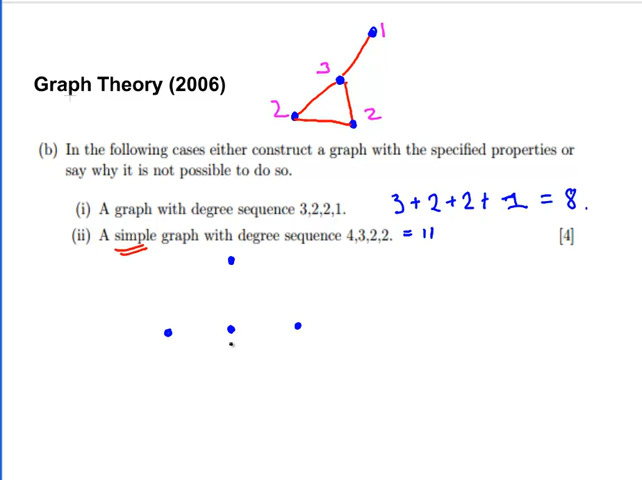 1
3
Graph Theory (2006)
2 2
(b) In the following cases either construct a graph with the specified properties or
say why it is not possible to do so.
(i) A graph with degree sequence 3,2,2,1. 3+2+2+1 = 8.
(ii) A simple graph with degree sequence 4,3,2,2. = 11 [4]